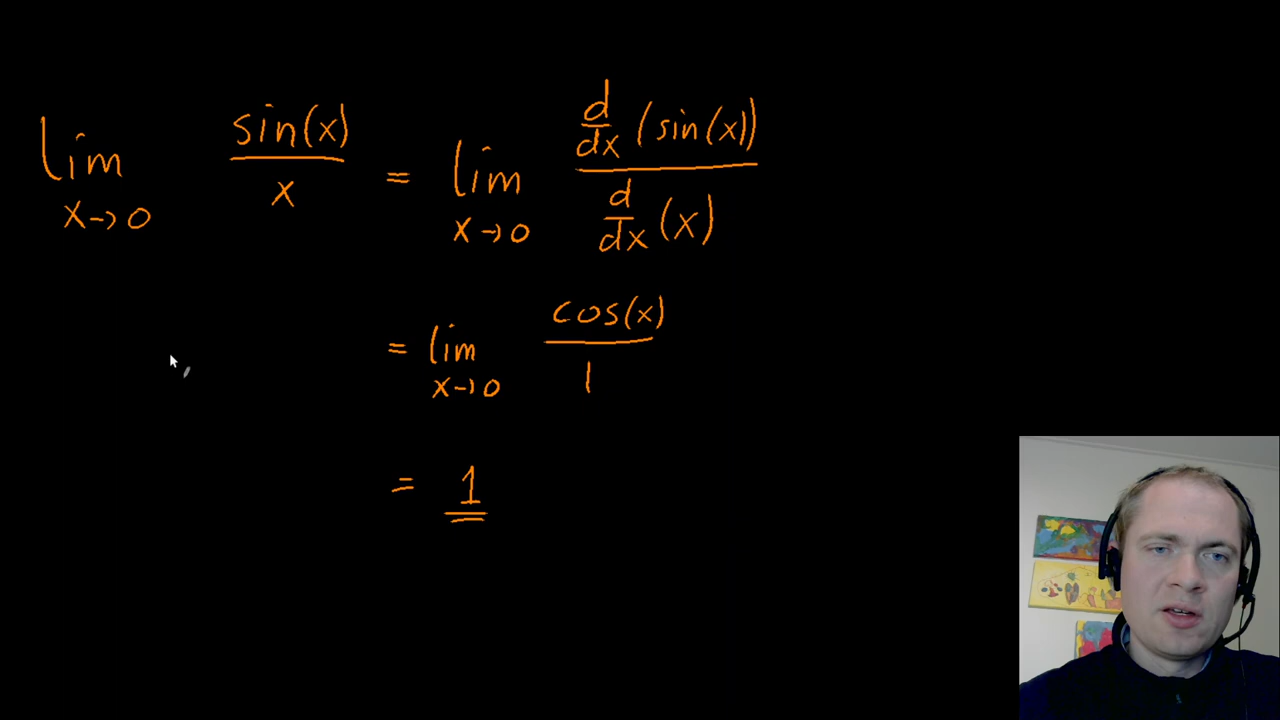 lim x→0 sin(x)/x = lim x→0 d/dx (sin(x)) / d/dx (x)
= lim x→0 cos(x)/1
= 1